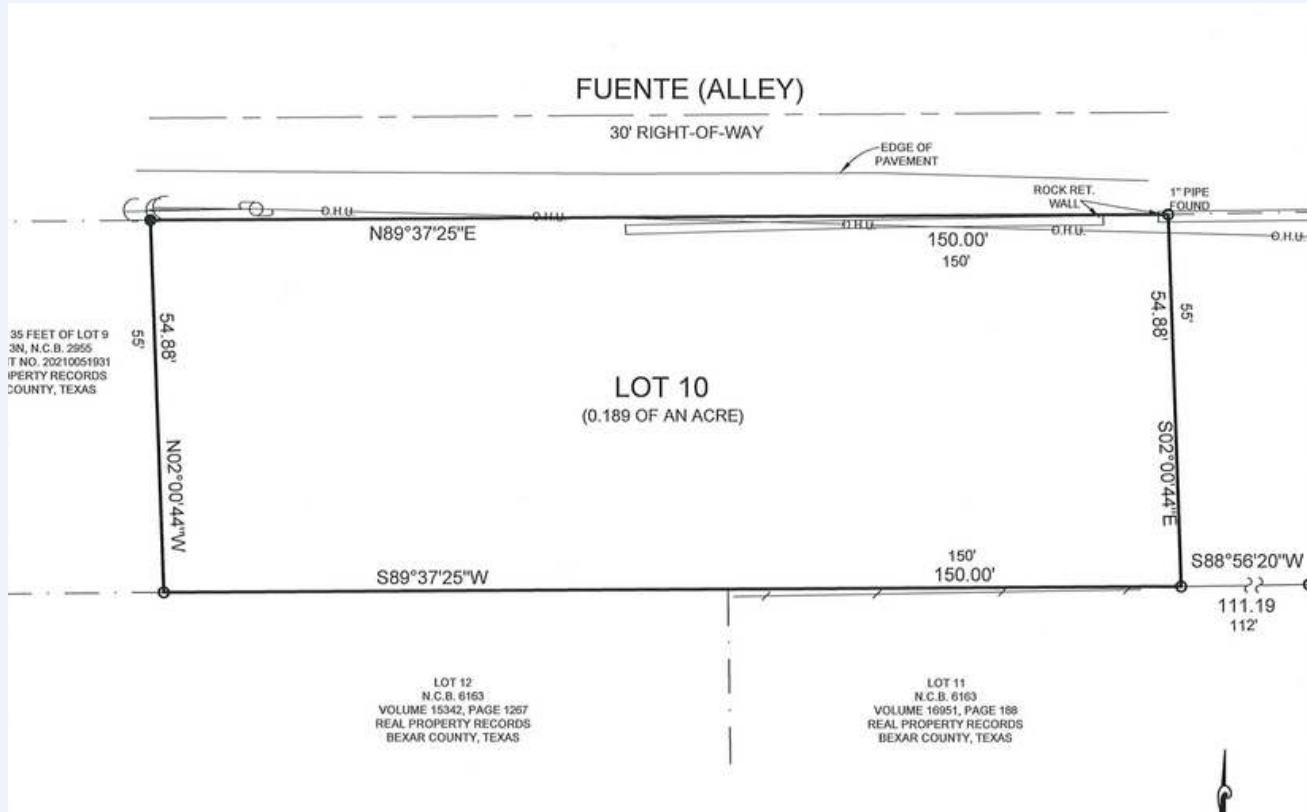 FUENTE (ALLEY)
30' RIGHT-OF-WAY
EDGE OF
PAVEMENT
ROCK RET.
WALL
1" PIPE
FOUND
O.H.U.
O.H.U.
O.H.U.
O.H.U.
O.H.U.
N89°37'25"E
150.00'
150'
54.88'
55'
N02°00'44"W
54.88'
55'
S02°00'44"E
35 FEET OF LOT 9
3N, N.C.B. 2955
T NO. 20210051931
PERTY RECORDS
COUNTY, TEXAS
LOT 10
(0.189 OF AN ACRE)
S89°37'25"W
150'
150.00'
S88°56'20"W
111.19
112'
LOT 12
N.C.B. 6163
VOLUME 15342, PAGE 1267
REAL PROPERTY RECORDS
BEXAR COUNTY, TEXAS
LOT 11
N.C.B. 6163
VOLUME 16951, PAGE 188
REAL PROPERTY RECORDS
BEXAR COUNTY, TEXAS